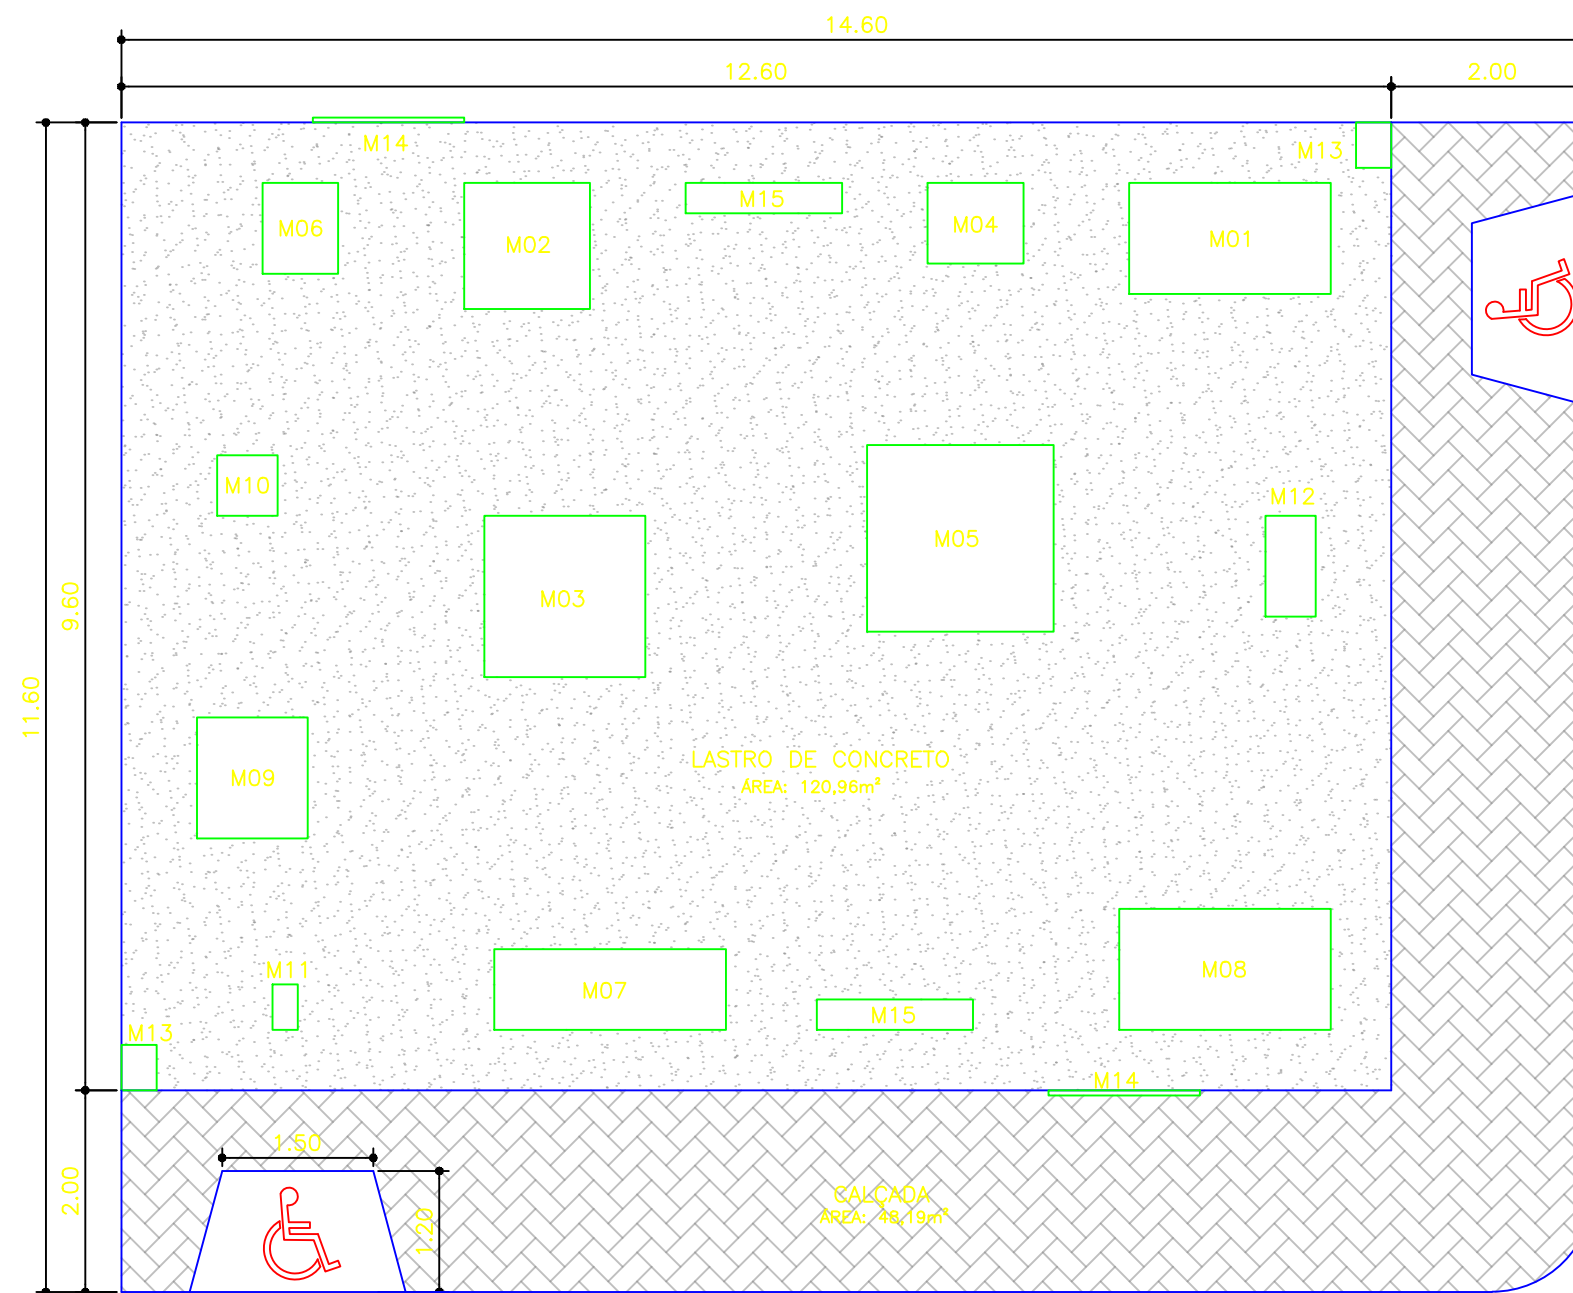 14.60
12.60
2.00
M14
M13
M06
M02
M15
M04
M01
M10
M12
M05
M03
9.60
11.60
LASTRO DE CONCRETO
ÁREA: 120,96m²
M09
M11
M07
M08
M15
M13
M14
1.50
2.00
1.20
CALÇADA
ÁREA: 48,19m²